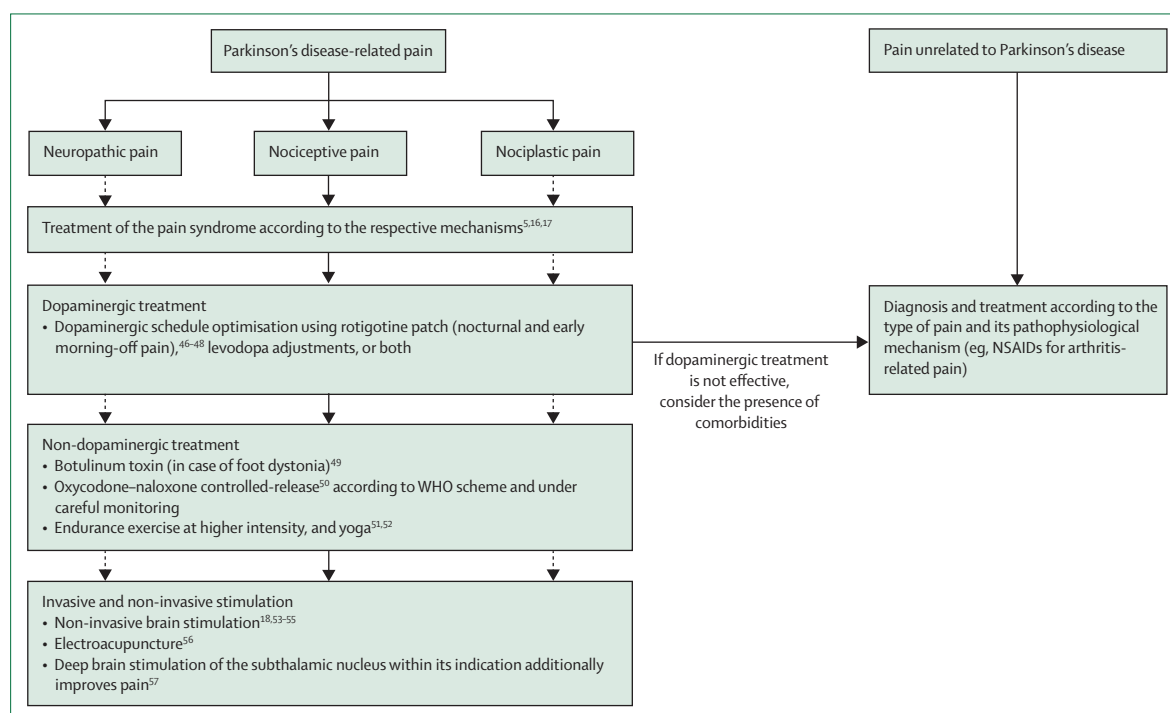 Parkinson's disease-related pain
Pain unrelated to Parkinson's disease
Neuropathic pain
Nociceptive pain
Nociplastic pain
Treatment of the pain syndrome according to the respective mechanisms5,16,17
Dopaminergic treatment
• Dopaminergic schedule optimisation using rotigotine patch (nocturnal and early
morning-off pain),46–48 levodopa adjustments, or both
If dopaminergic treatment
is not effective,
consider the presence of
comorbidities
Diagnosis and treatment according to the
type of pain and its pathophysiological
mechanism (eg, NSAIDs for arthritis-
related pain)
Non-dopaminergic treatment
• Botulinum toxin (in case of foot dystonia)49
• Oxycodone–naloxone controlled-release50 according to WHO scheme and under
careful monitoring
• Endurance exercise at higher intensity, and yoga51,52
Invasive and non-invasive stimulation
• Non-invasive brain stimulation18,53–55
• Electroacupuncture56
• Deep brain stimulation of the subthalamic nucleus within its indication additionally
improves pain57